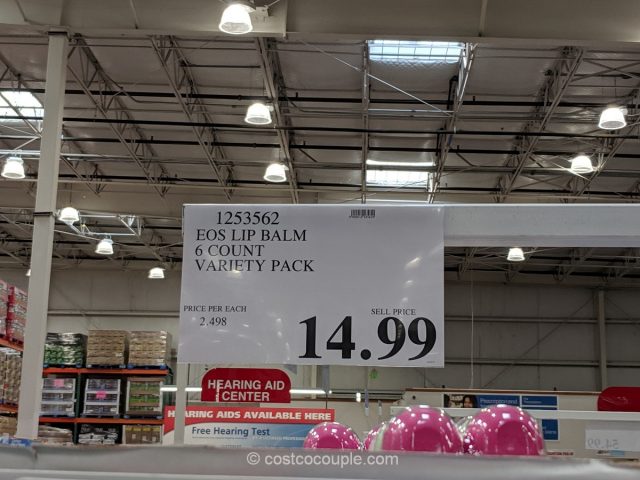 1253562
EOS LIP BALM
6 COUNT
VARIETY PACK
PRICE PER EACH
2.498
SELL PRICE
14.99
HEARING AID
CENTER
HEARING AIDS AVAILABLE HERE
Free Hearing Test
© costcocouple.com